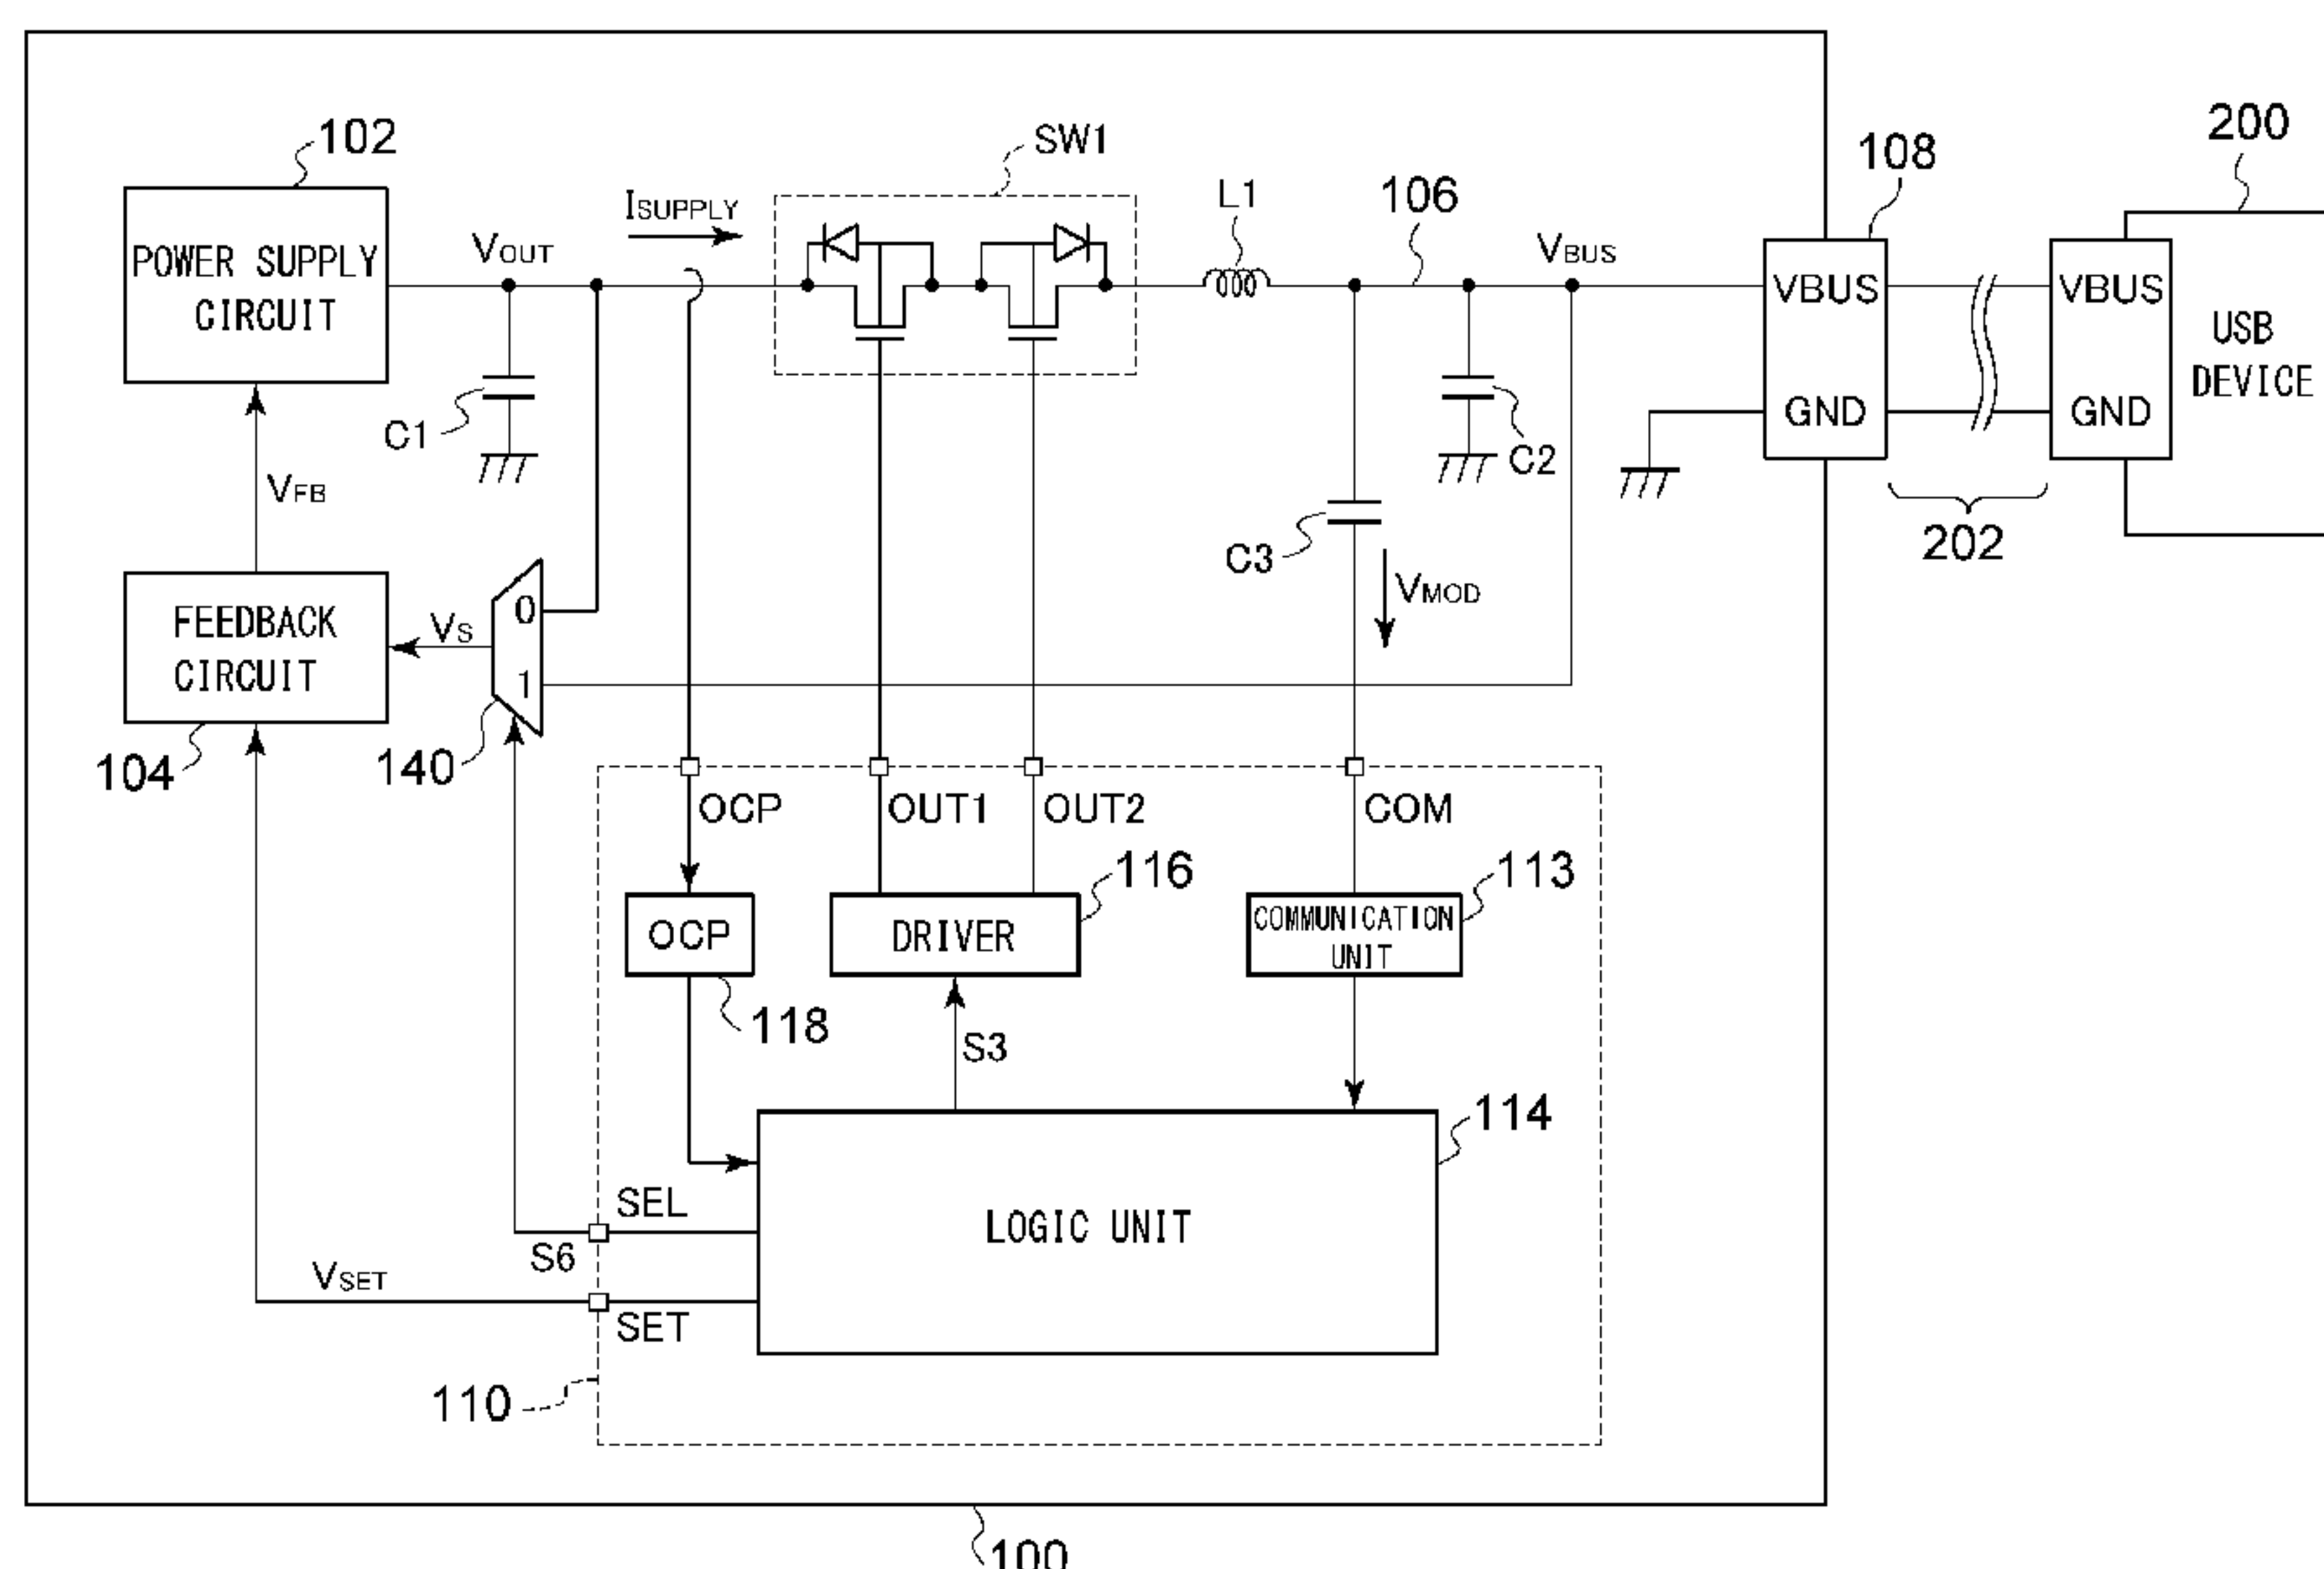 102
SW1
200
108
ISUPPLY
L1
106
VOUT
VBUS
POWER SUPPLY
CIRCUIT
VBUS
VBUS
USB
DEVICE
GND
GND
C1
C2
VFB
202
C3
VMOD
FEEDBACK
CIRCUIT
VS
0
1
104
140
OCP
OUT1
OUT2
COM
116
113
OCP
DRIVER
COMMUNICATION
UNIT
118
S3
114
SEL
LOGIC UNIT
S6
VSET
SET
110
100